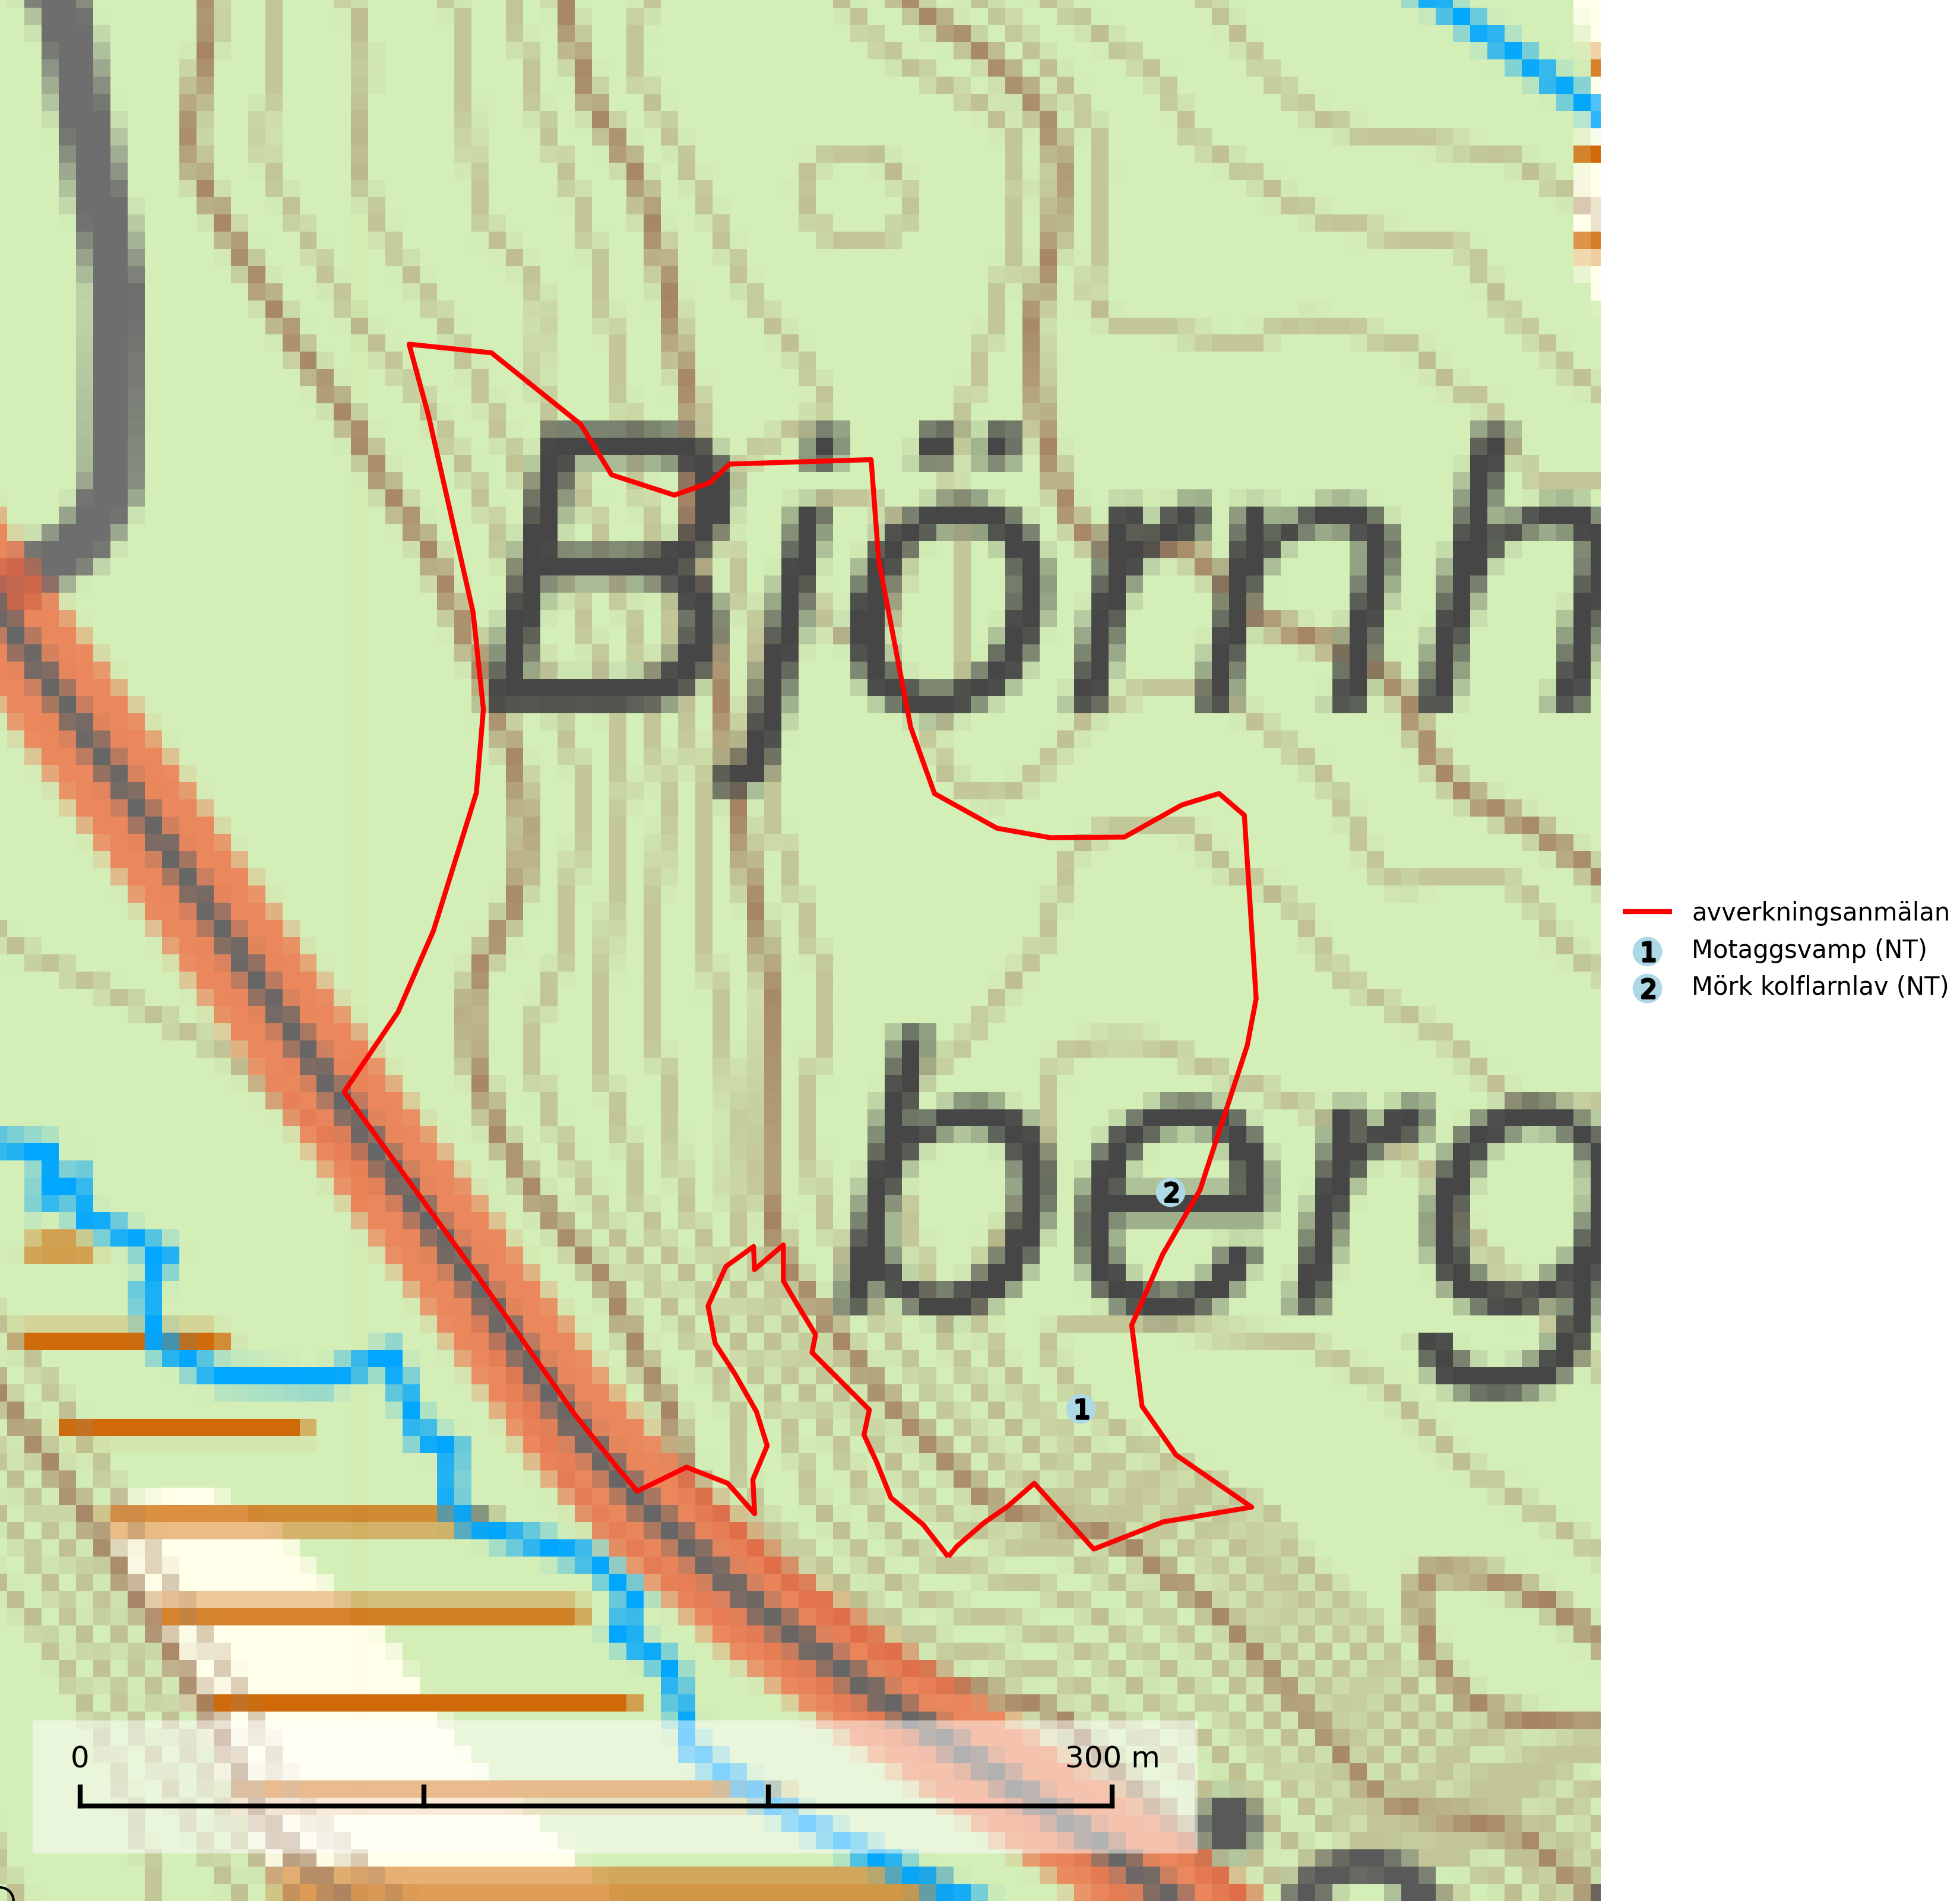 Björnh
berg
2
1
0 300 m
avverkningsanmälan
1 Motaggsvamp (NT)
2 Mörk kolflarnlav (NT)